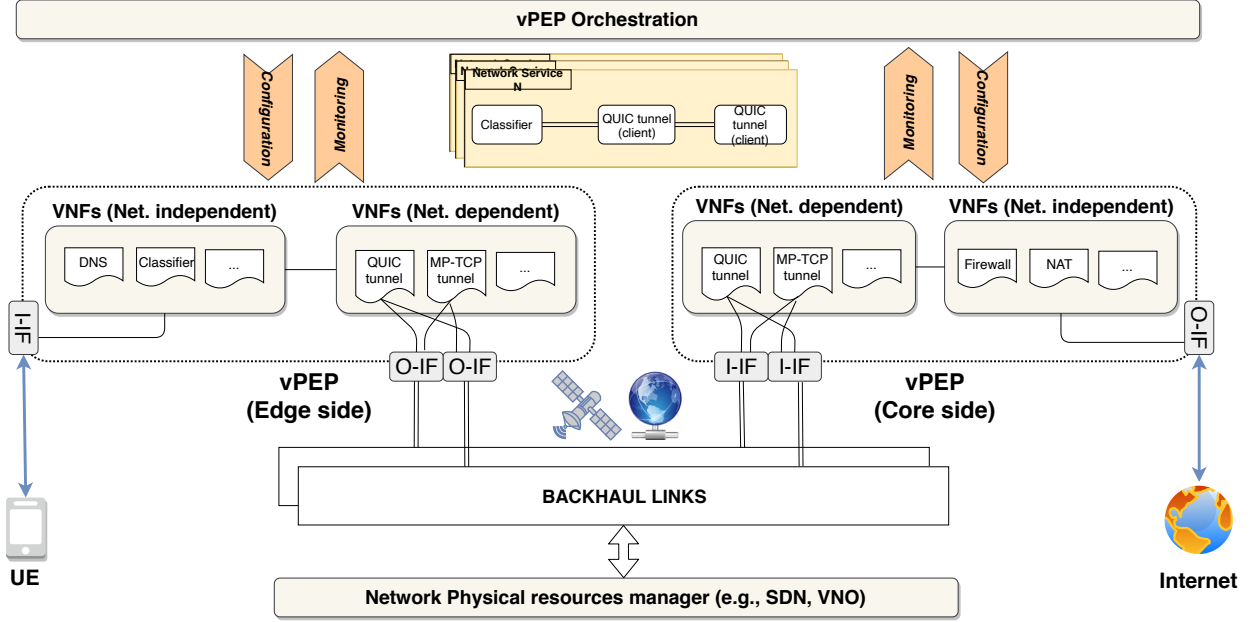 vPEP Orchestration
Configuration
Monitoring
Network Service
N
Classifier
QUIC tunnel
(client)
QUIC
tunnel
(client)
Monitoring
Configuration
VNFs (Net. independent)
DNS
Classifier
...
VNFs (Net. dependent)
QUIC
tunnel
MP-TCP
tunnel
...
VNFs (Net. dependent)
QUIC
tunnel
MP-TCP
tunnel
...
VNFs (Net. independent)
Firewall
NAT
...
I-IF
O-IF
O-IF
I-IF
I-IF
O-IF
vPEP
(Edge side)
vPEP
(Core side)
BACKHAUL LINKS
UE
Internet
Network Physical resources manager (e.g., SDN, VNO)